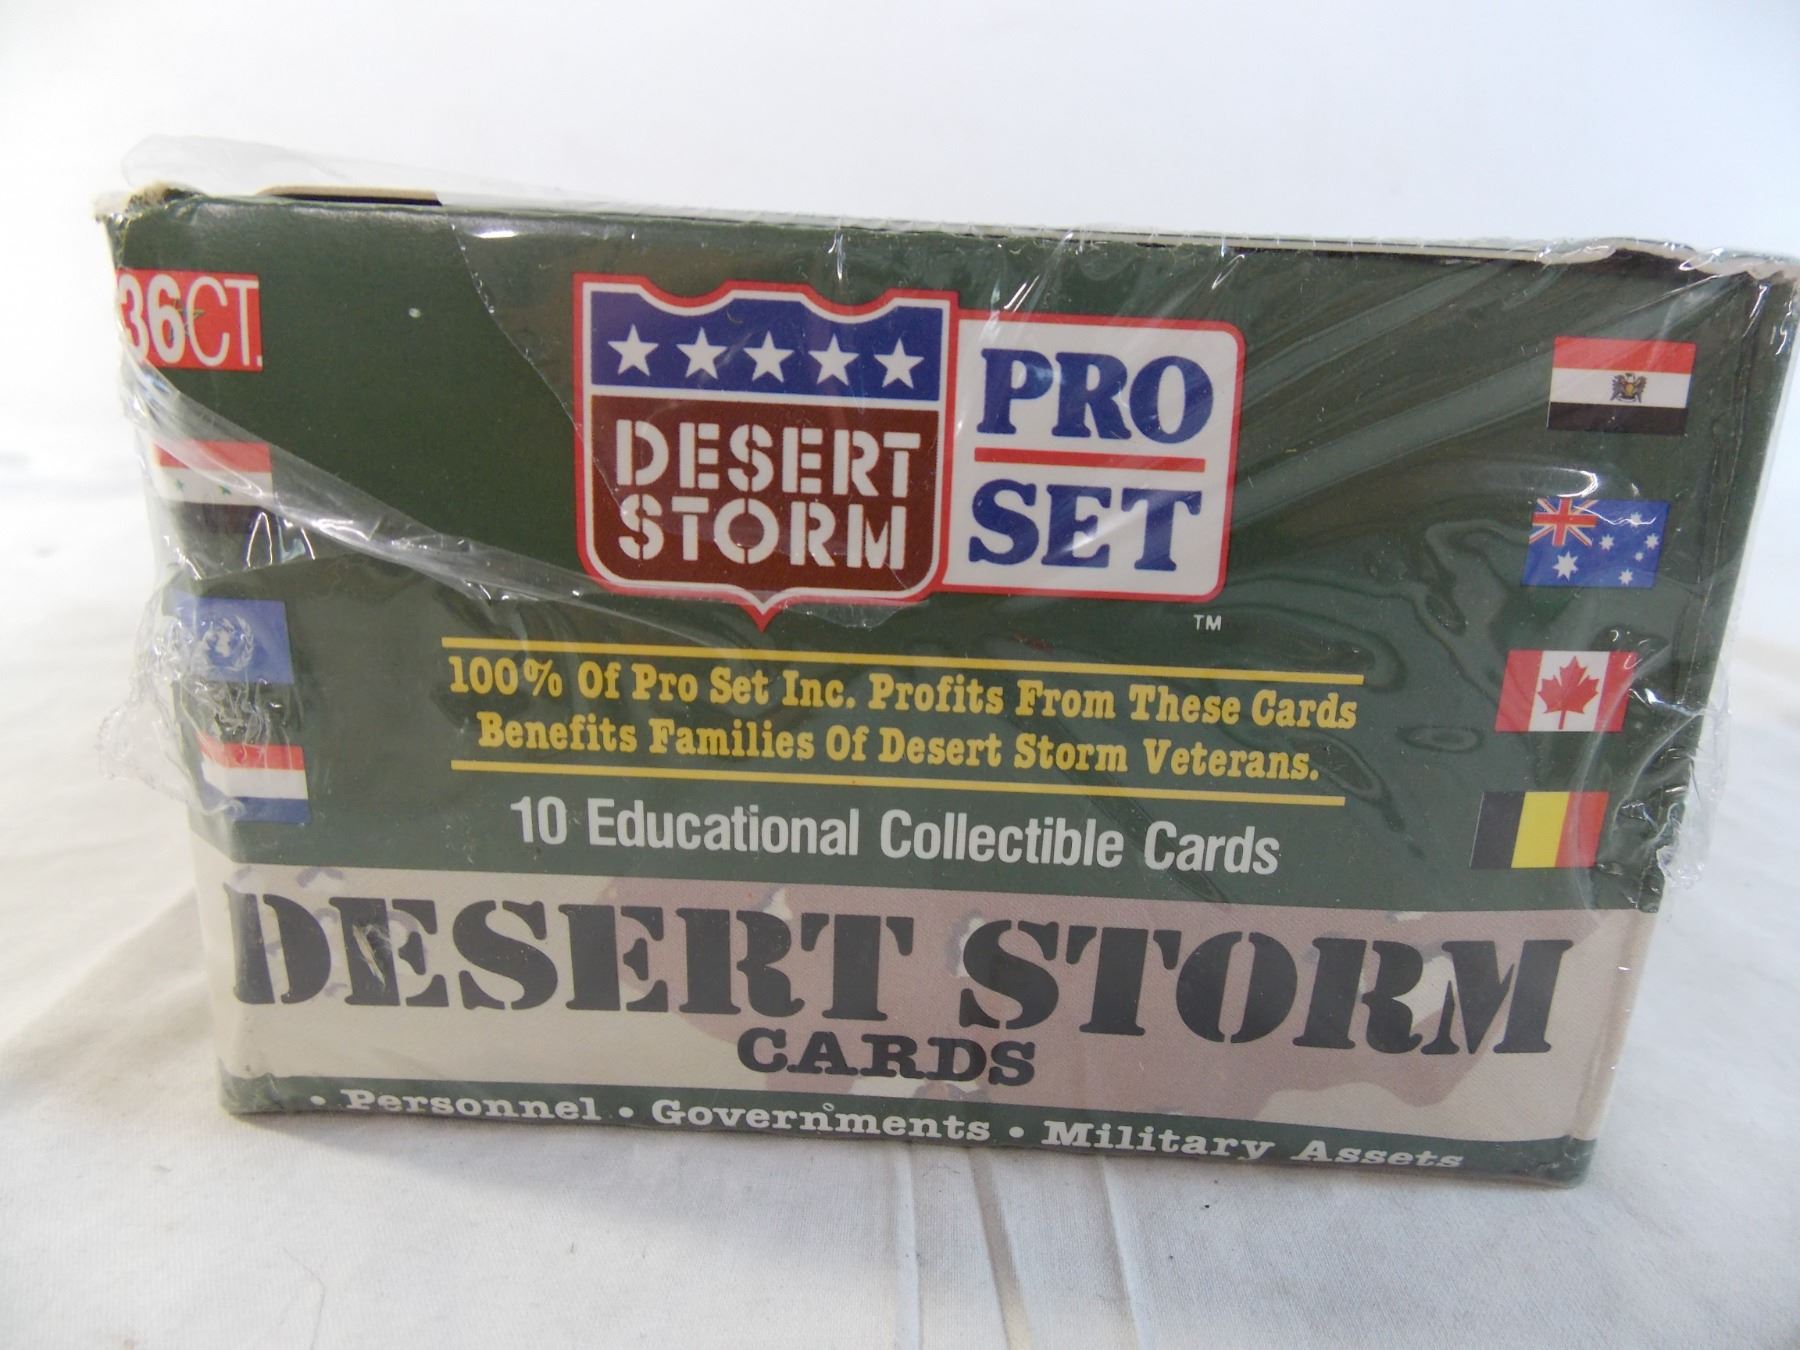 36CT.
DESERT
STORM
PRO
SET
TM
100% Of Pro Set Inc. Profits From These Cards
Benefits Families Of Desert Storm Veterans.
10 Educational Collectible Cards
DESERT STORM
CARDS
• Personnel • Governments • Military Assets